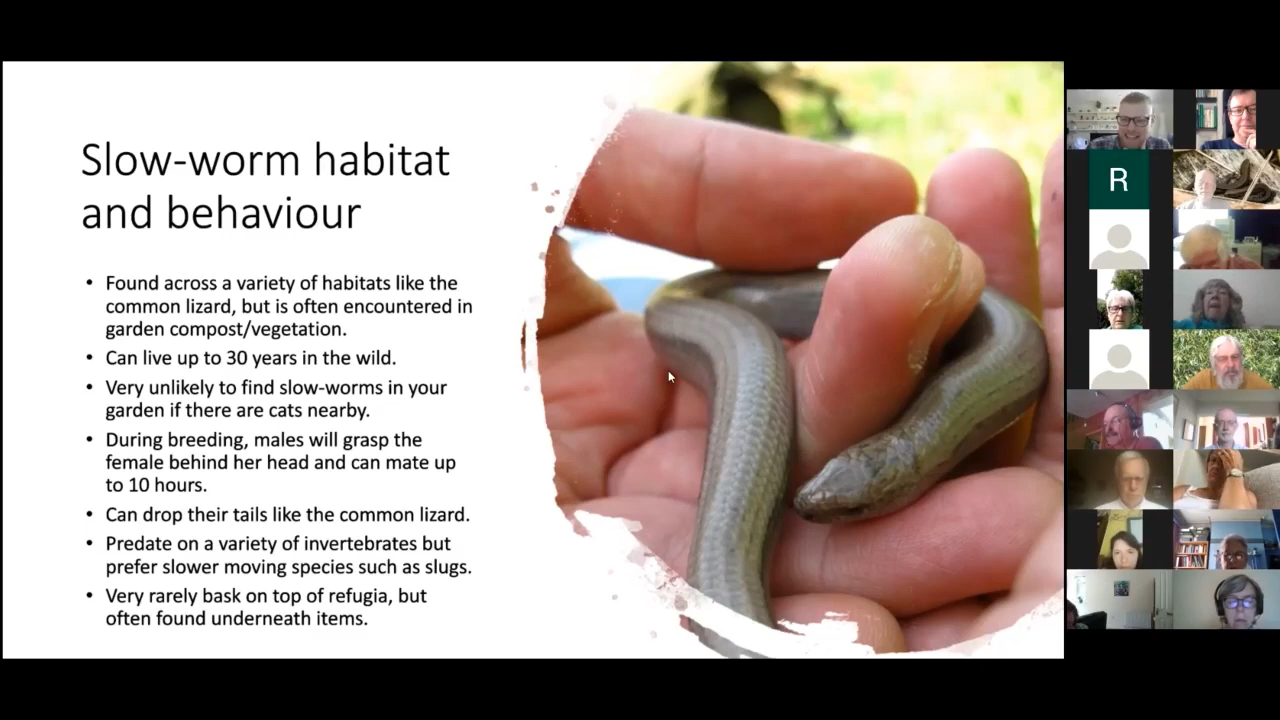 Slow-worm habitat
and behaviour
• Found across a variety of habitats like the
common lizard, but is often encountered in
garden compost/vegetation.
• Can live up to 30 years in the wild.
• Very unlikely to find slow-worms in your
garden if there are cats nearby.
• During breeding, males will grasp the
female behind her head and can mate up
to 10 hours.
• Can drop their tails like the common lizard.
• Predate on a variety of invertebrates but
prefer slower moving species such as slugs.
• Very rarely bask on top of refugia, but
often found underneath items.
R